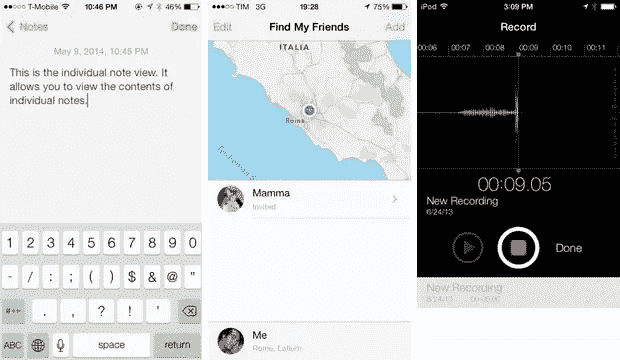 T-Mobile 10:46 PM 46%
Notes Done
May 9, 2014, 10:45 PM
This is the individual note view. It
allows you to view the contents of
individual notes.
1 2 3 4 5 6 7 8 9 0
- / : ; ( ) $ & @ "
#+= . , ? ! '
ABC space return
TIM 3G 19:28 75%
Edit Find My Friends Add
ITALIA
Roma
Mamma
Invited
Me
Rome, Latium
iPod 3:09 PM
Record
00:06 00:07 00:08 00:09 00:10 00:11
00:09.05
New Recording
6/24/13
Done
New Recording
6/24/13 00:00:00